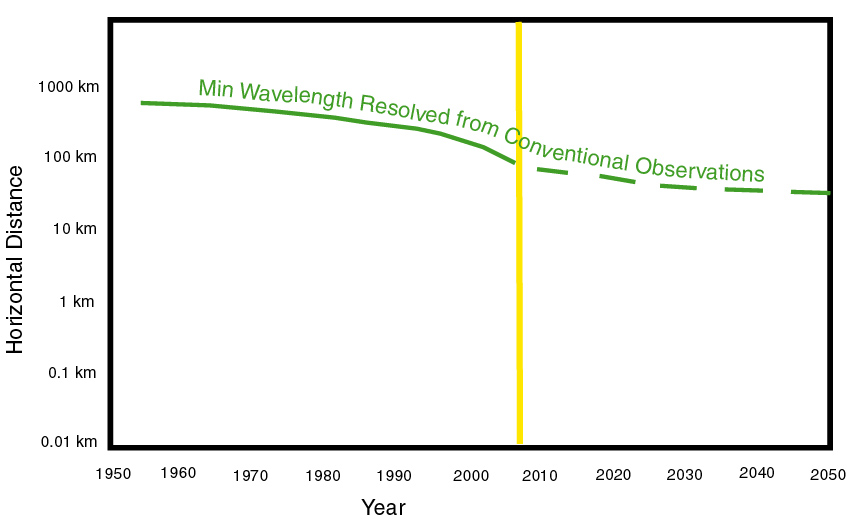 1000 km
Min Wavelength Resolved from Conventional Observations
100 km
10 km
1 km
0.1 km
0.01 km
Horizontal Distance
1950 1960 1970 1980 1990 2000 2010 2020 2030 2040 2050
Year